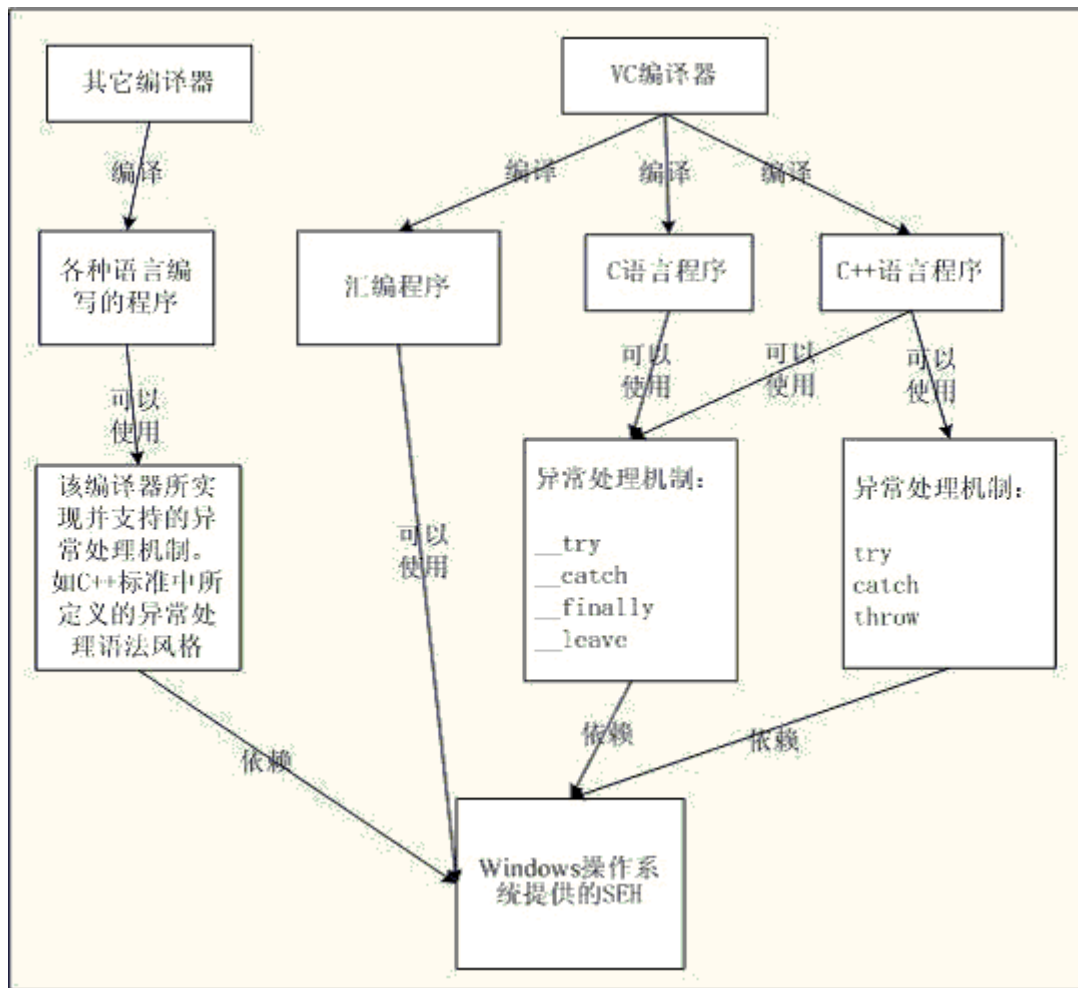 其它编译器
VC编译器
编译
编译
编译
编译
各种语言编
写的程序
汇编程序
C语言程序
C++语言程序
可以
使用
可以
使用
可以
使用
可以
使用
该编译器所实
现并支持的异
常处理机制。
如C++标准中所
定义的异常处
理语法风格
可以
使用
异常处理机制：
__try
__catch
__finally
__leave
异常处理机制：
try
catch
throw
依赖
依赖
依赖
Windows操作系
统提供的SEH